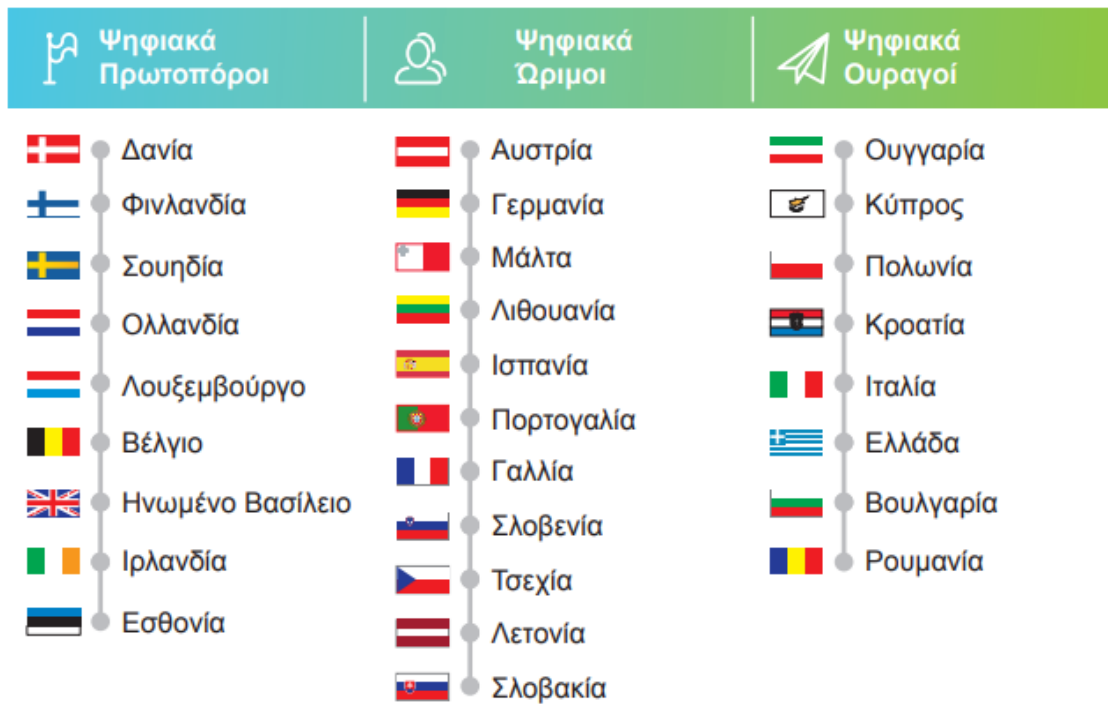 Ψηφιακά
Πρωτοπόροι
Ψηφιακά
Ώριμοι
Ψηφιακά
Ουραγοί
Δανία
Φινλανδία
Σουηδία
Ολλανδία
Λουξεμβούργο
Βέλγιο
Ηνωμένο Βασίλειο
Ιρλανδία
Εσθονία
Αυστρία
Γερμανία
Μάλτα
Λιθουανία
Ισπανία
Πορτογαλία
Γαλλία
Σλοβενία
Τσεχία
Λετονία
Σλοβακία
Ουγγαρία
Κύπρος
Πολωνία
Κροατία
Ιταλία
Ελλάδα
Βουλγαρία
Ρουμανία